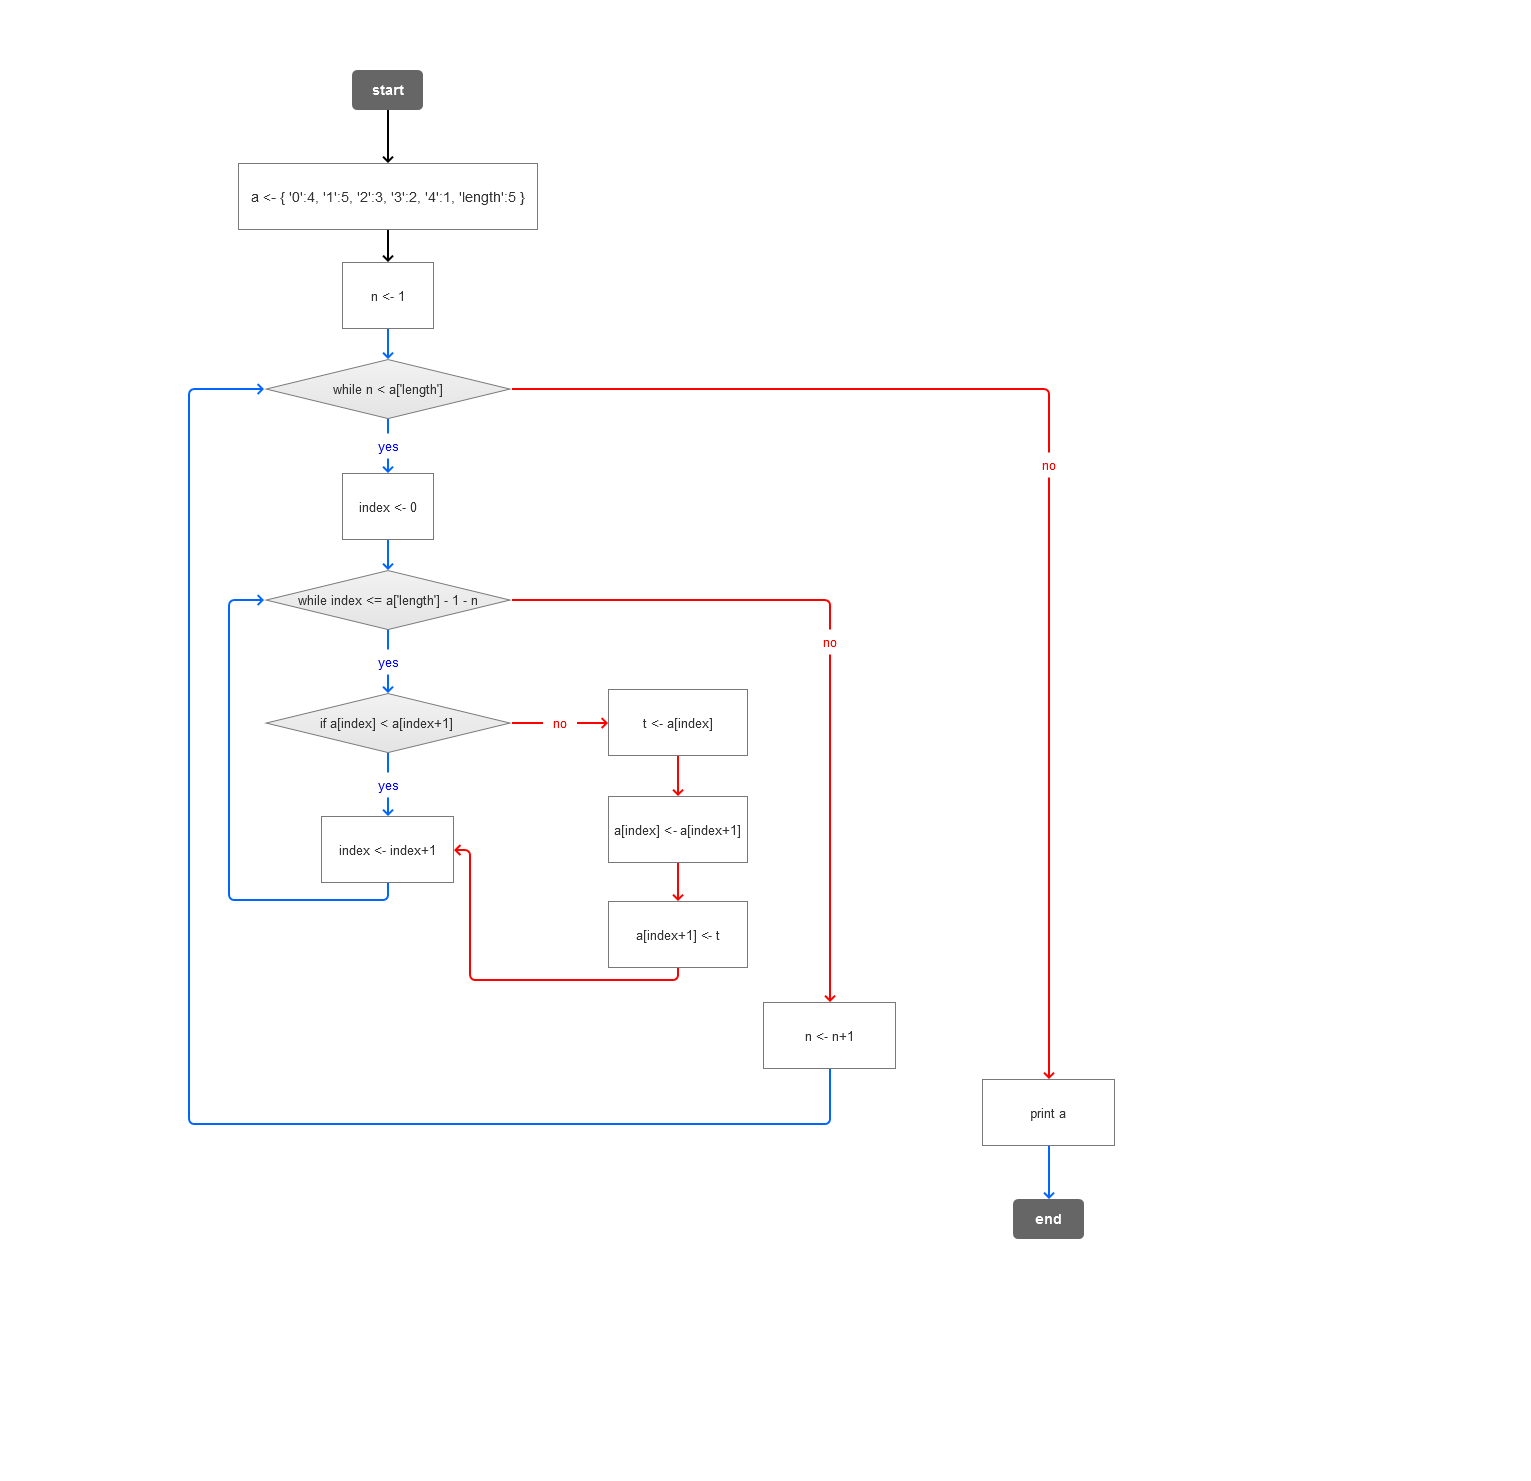 start
a <- { '0':4, '1':5, '2':3, '3':2, '4':1, 'length':5 }
n <- 1
while n < a['length']
yes
no
index <- 0
while index <= a['length'] - 1 - n
no
yes
if a[index] < a[index+1]
no
t <- a[index]
yes
a[index] <- a[index+1]
index <- index+1
a[index+1] <- t
n <- n+1
print a
end